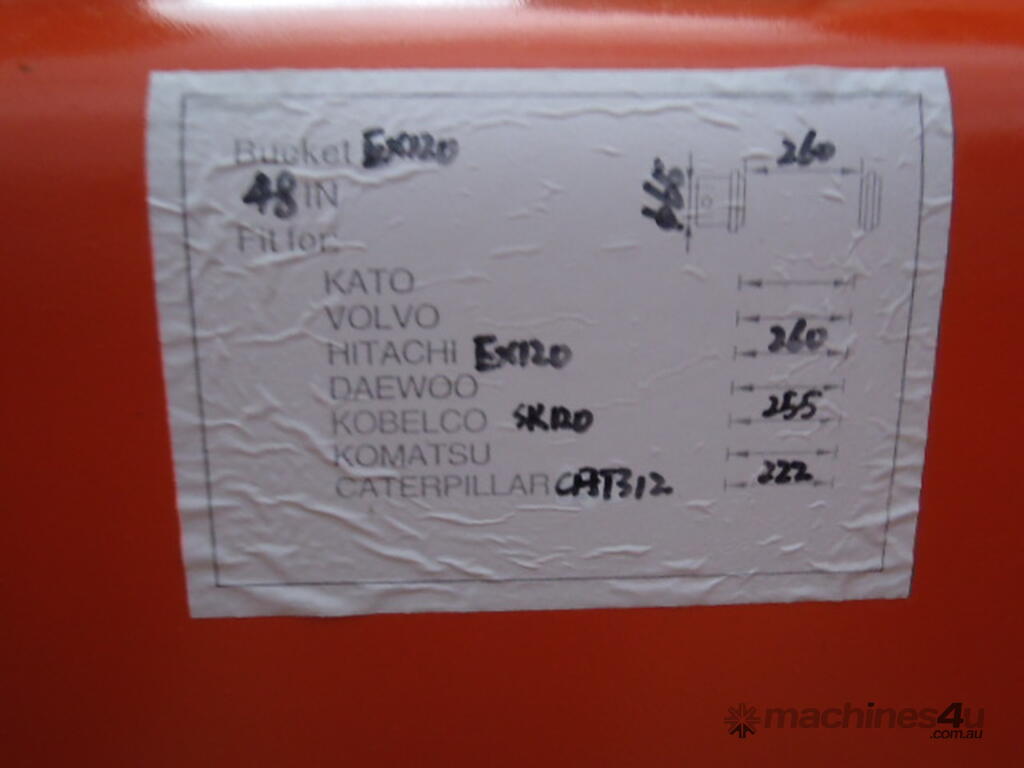 Bucket EX120
260
48 IN
φ65
Fit for:
KATO
VOLVO
HITACHI EX120 260
DAEWOO
KOBELCO SK120 255
KOMATSU
CATERPILLAR CAT312 222
machines4u
.com.au